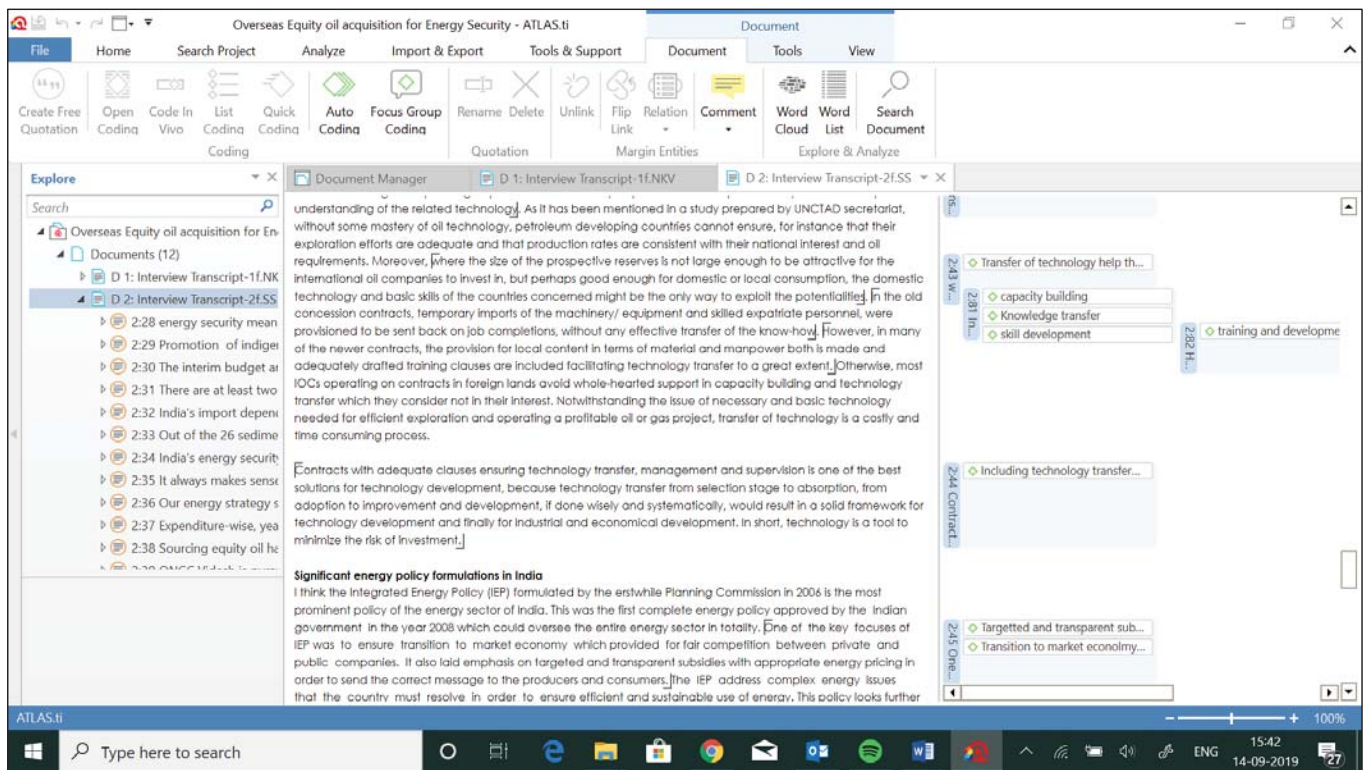 Overseas Equity oil acquisition for Energy Security - ATLAS.ti
Document
File Home Search Project Analyze Import & Export Tools & Support Document Tools View
Create Free Quotation
Open Coding
Code In Vivo
List Coding
Quick Coding
Auto Coding
Focus Group Coding
Rename Delete
Unlink
Flip Link
Relation
Comment
Word Cloud
Word List
Search Document
Coding Quotation Margin Entities Explore & Analyze
Explore
Search
Overseas Equity oil acquisition for En
Documents (12)
D 1: Interview Transcript-1f.NK
D 2: Interview Transcript-2f.SS
2:28 energy security mean
2:29 Promotion of indiger
2:30 The interim budget ar
2:31 There are at least two
2:32 India's import depend
2:33 Out of the 26 sedime
2:34 India's energy security
2:35 It always makes sense
2:36 Our energy strategy s
2:37 Expenditure-wise, yea
2:38 Sourcing equity oil ha
Document Manager D 1: Interview Transcript-1f.NKV D 2: Interview Transcript-2f.SS
understanding of the related technology. As it has been mentioned in a study prepared by UNCTAD secretariat,
without some mastery of oil technology, petroleum developing countries cannot ensure, for instance that their
exploration efforts are adequate and that production rates are consistent with their national interest and oil
requirements. Moreover, where the size of the prospective reserves is not large enough to be attractive for the
international oil companies to invest in, but perhaps good enough for domestic or local consumption, the domestic
technology and basic skills of the countries concerned might be the only way to exploit the potentialities. In the old
concession contracts, temporary imports of the machinery/ equipment and skilled expatriate personnel, were
provisioned to be sent back on job completions, without any effective transfer of the know-how. However, in many
of the newer contracts, the provision for local content in terms of material and manpower both is made and
adequately drafted training clauses are included facilitating technology transfer to a great extent. Otherwise, most
IOCs operating on contracts in foreign lands avoid whole-hearted support in capacity building and technology
transfer which they consider not in their interest. Notwithstanding the issue of necessary and basic technology
needed for efficient exploration and operating a profitable oil or gas project, transfer of technology is a costly and
time consuming process.
Contracts with adequate clauses ensuring technology transfer, management and supervision is one of the best
solutions for technology development, because technology transfer from selection stage to absorption, from
adoption to improvement and development, if done wisely and systematically, would result in a solid framework for
technology development and finally for industrial and economical development. In short, technology is a tool to
minimize the risk of investment.
Significant energy policy formulations in India
I think the Integrated Energy Policy (IEP) formulated by the erstwhile Planning Commission in 2006 is the most
prominent policy of the energy sector of India. This was the first complete energy policy approved by the Indian
government in the year 2008 which could oversee the entire energy sector in totality. One of the key focuses of
IEP was to ensure transition to market economy which provided for fair competition between private and
public companies. It also laid emphasis on targeted and transparent subsidies with appropriate energy pricing in
order to send the correct message to the producers and consumers. The IEP address complex energy issues
that the country must resolve in order to ensure efficient and sustainable use of energy. This policy looks further
ns...
2:43 w...
Transfer of technology help th...
2:81 In...
capacity building
Knowledge transfer
skill development
2:82 H...
training and developme
2:44 Contract...
Including technology transfer...
2:45 One...
Targetted and transparent sub...
Transition to market econolmy...
ATLAS.ti
100%
Type here to search
ENG
15:42
14-09-2019
27